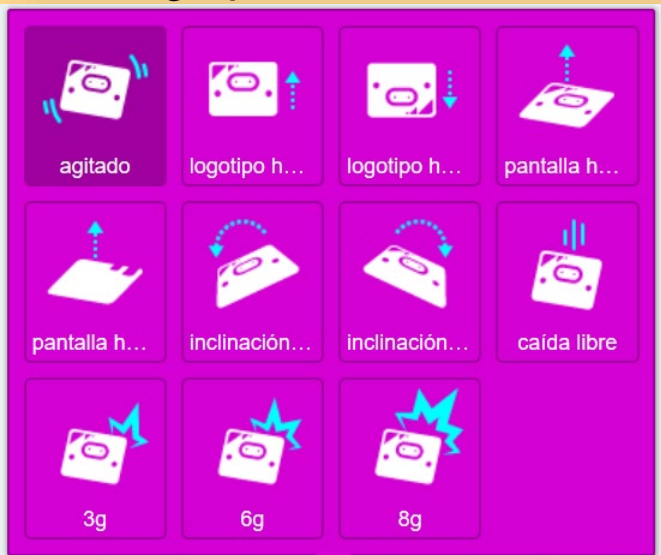 agitado
logotipo h...
logotipo h...
pantalla h...
pantalla h...
inclinación...
inclinación...
caída libre
3g
6g
8g